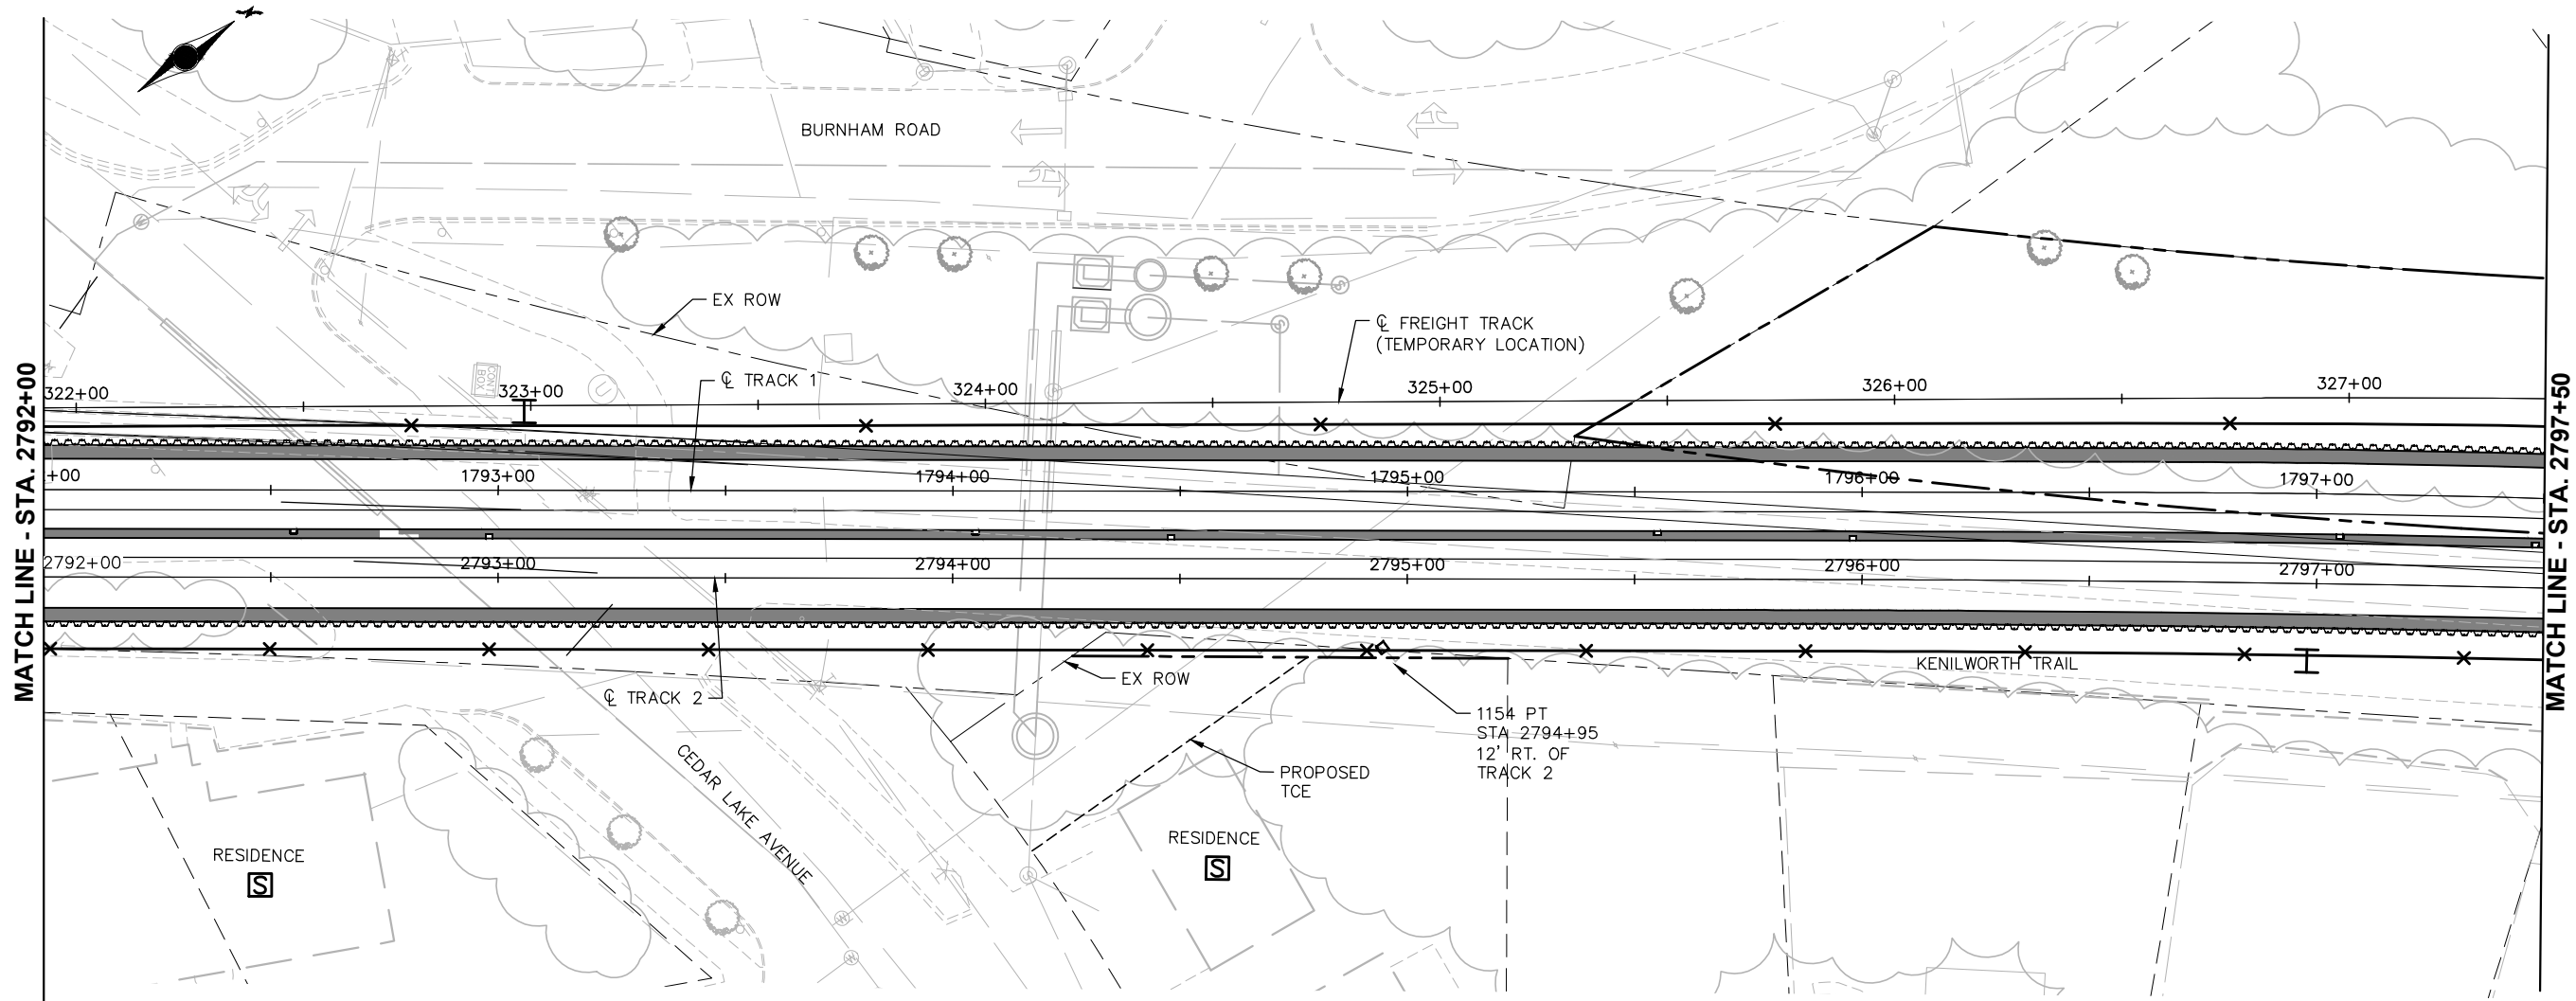 BURNHAM ROAD
EX ROW
℄ FREIGHT TRACK
(TEMPORARY LOCATION)
℄ TRACK 1
CONT
BOX
U
322+00
323+00
324+00
325+00
326+00
327+00
MATCH LINE - STA. 2792+00
MATCH LINE - STA. 2797+50
+00
1793+00
1794+00
1795+00
1796+00
1797+00
2792+00
2793+00
2794+00
2795+00
2796+00
2797+00
KENILWORTH TRAIL
EX ROW
℄ TRACK 2
1154 PT
STA 2794+95
12' RT. OF
TRACK 2
CEDAR LAKE AVENUE
PROPOSED
TCE
RESIDENCE
S
RESIDENCE
S